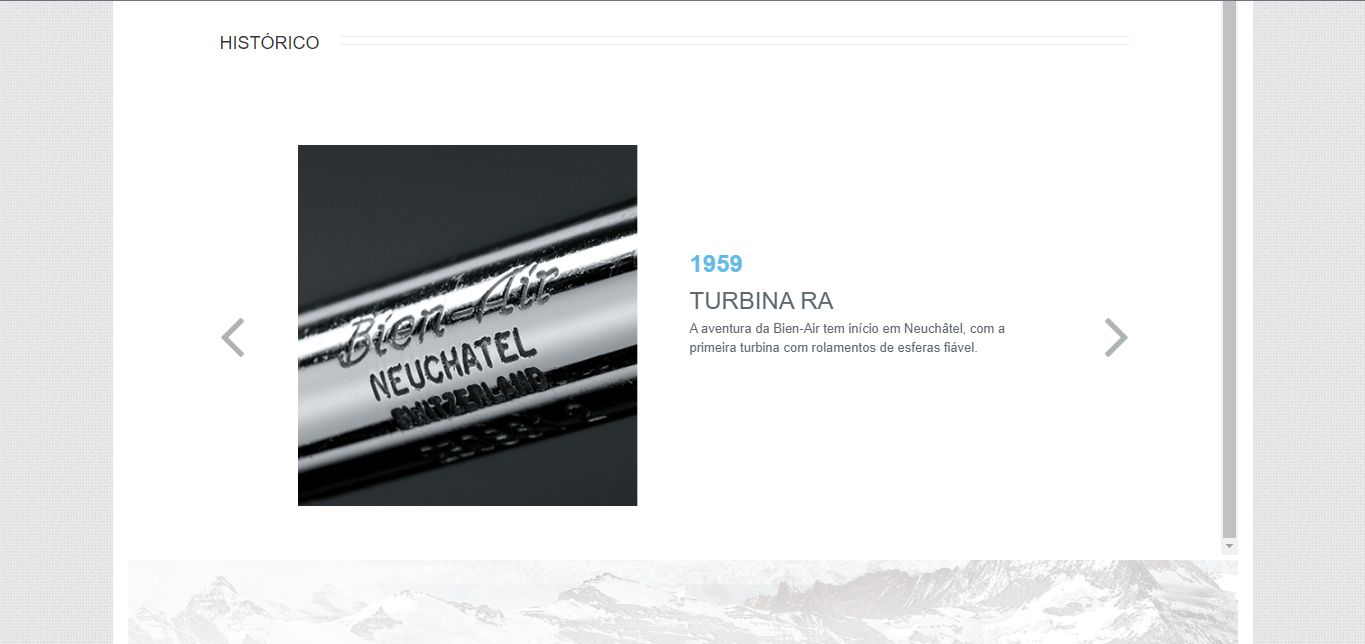 HISTÓRICO
Bien-Air
NEUCHATEL
SWITZERLAND
1959
TURBINA RA
A aventura da Bien-Air tem início em Neuchâtel, com a
primeira turbina com rolamentos de esferas fiável.